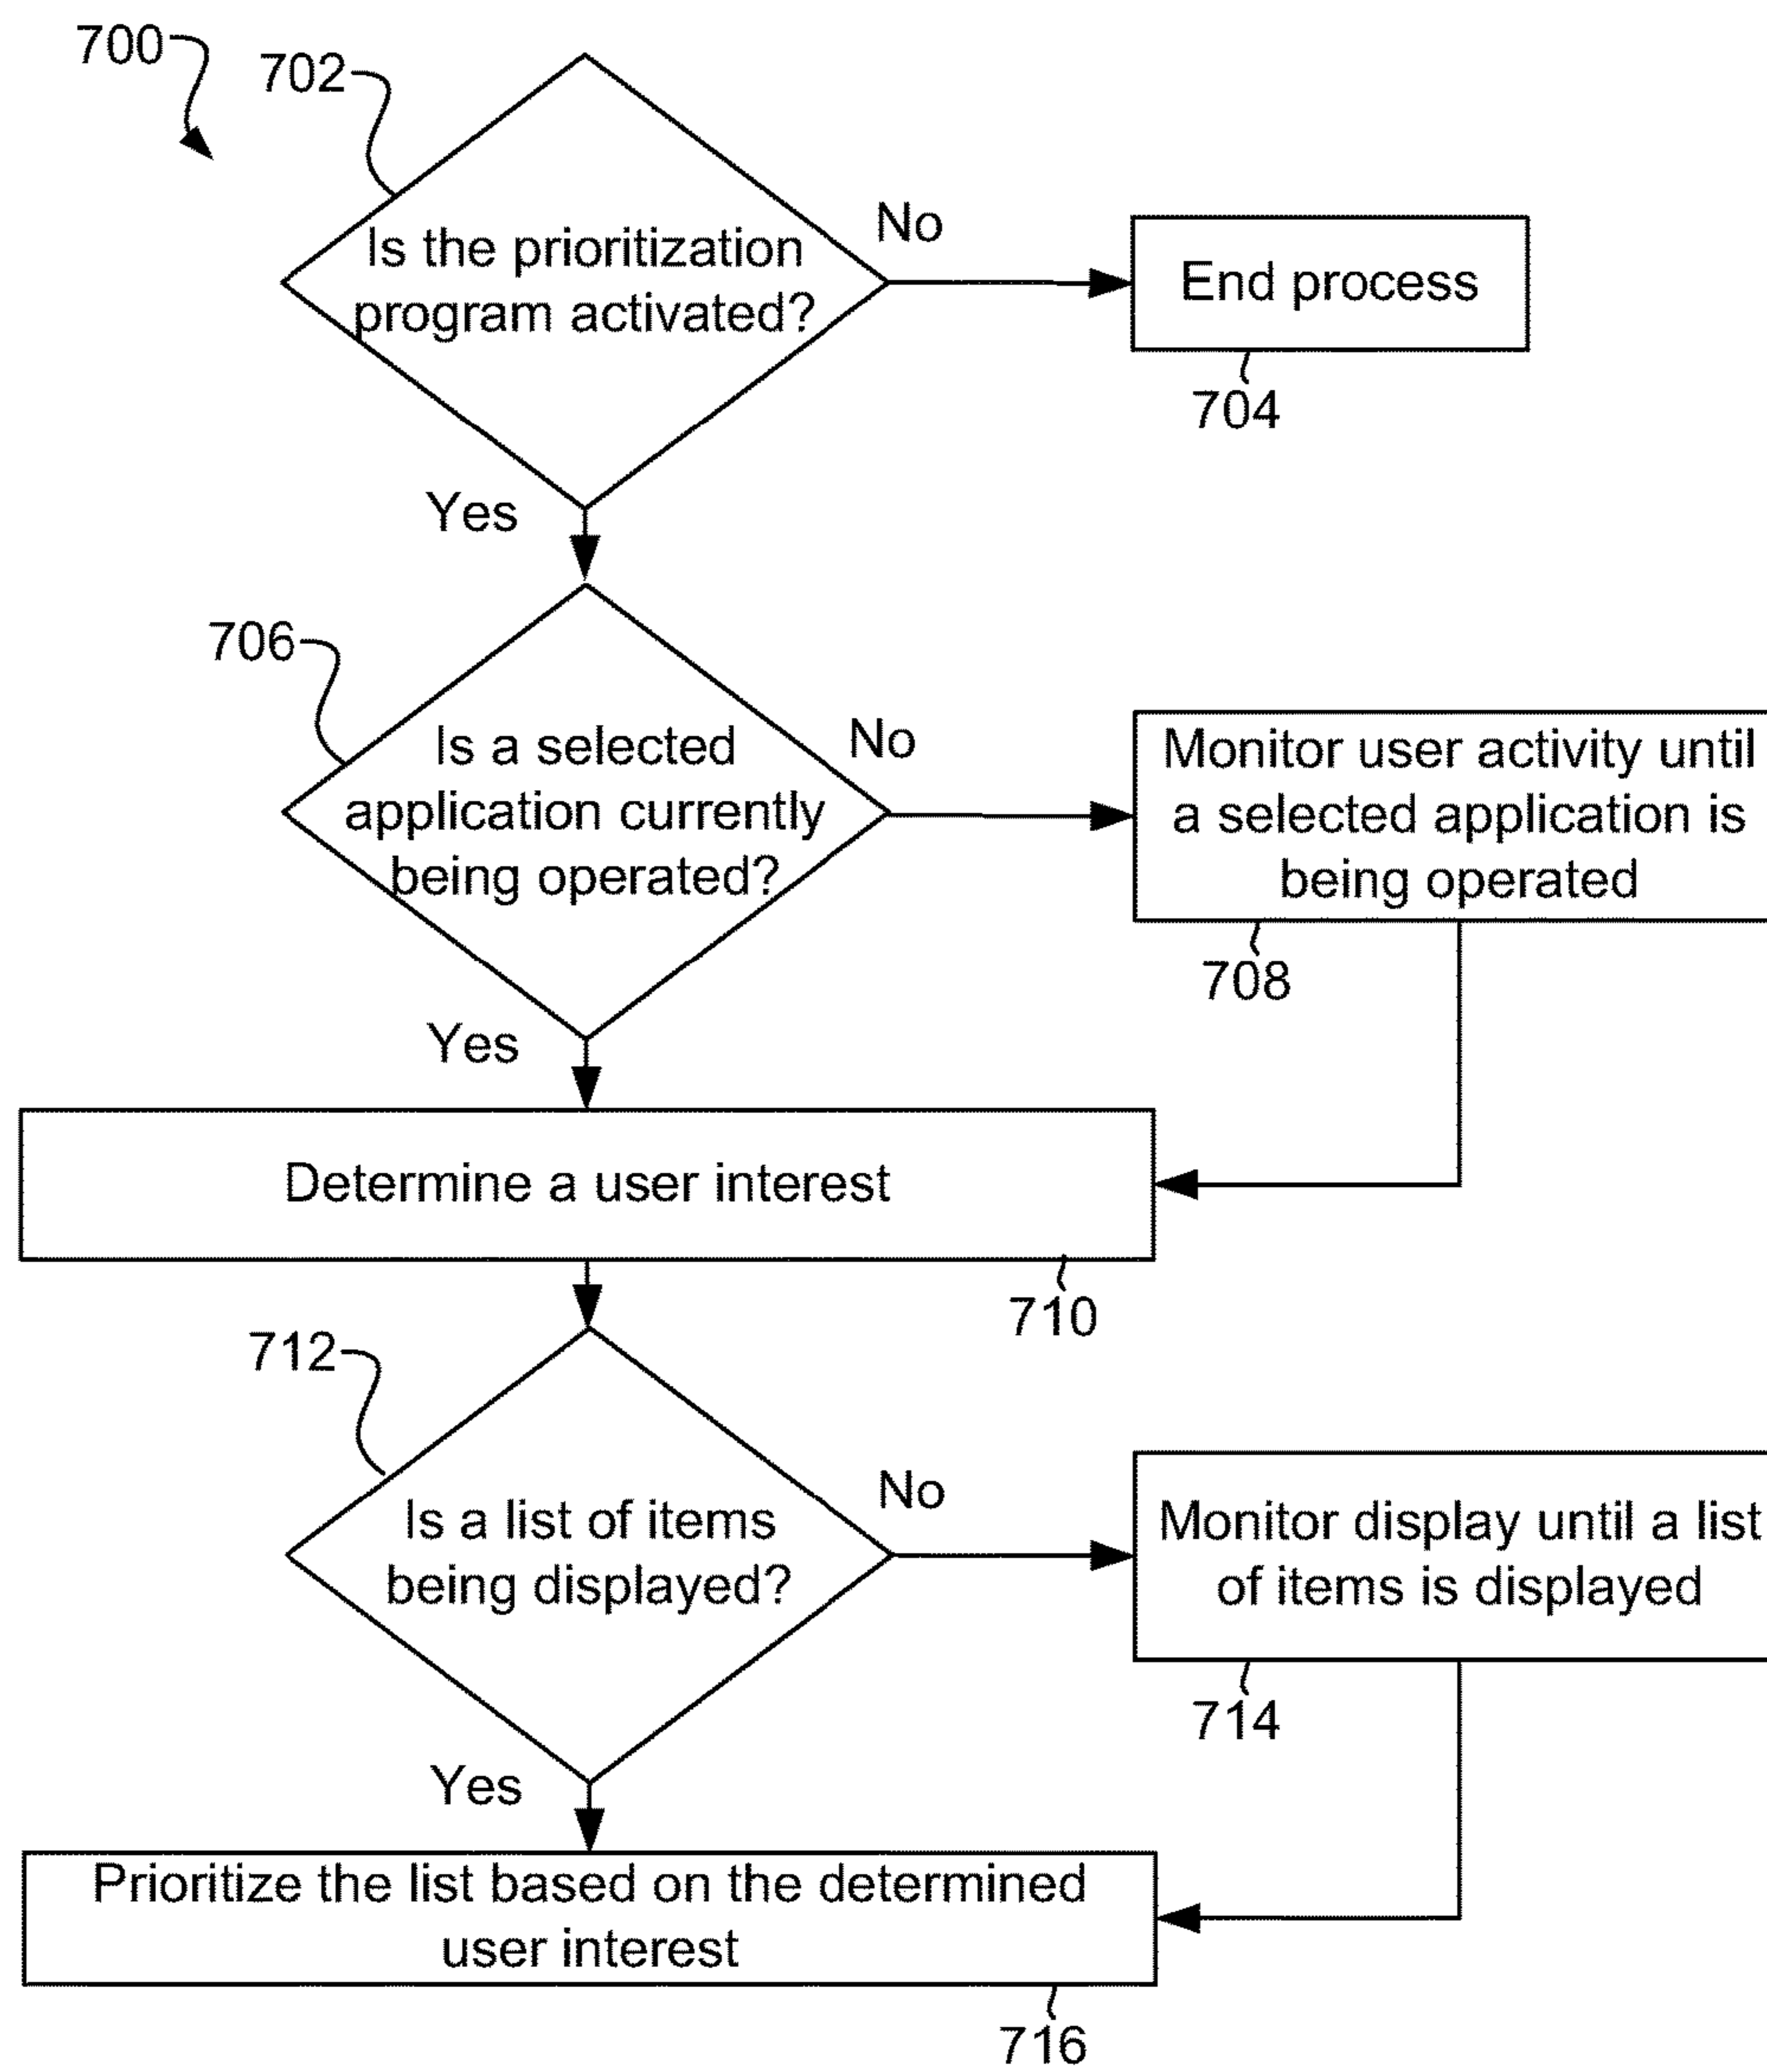 700
702
Is the prioritization
program activated?
No
End process
704
Yes
706
Is a selected
application currently
being operated?
No
Monitor user activity until
a selected application is
being operated
708
Yes
Determine a user interest
710
712
Is a list of items
being displayed?
No
Monitor display until a list
of items is displayed
714
Yes
Prioritize the list based on the determined
user interest
716